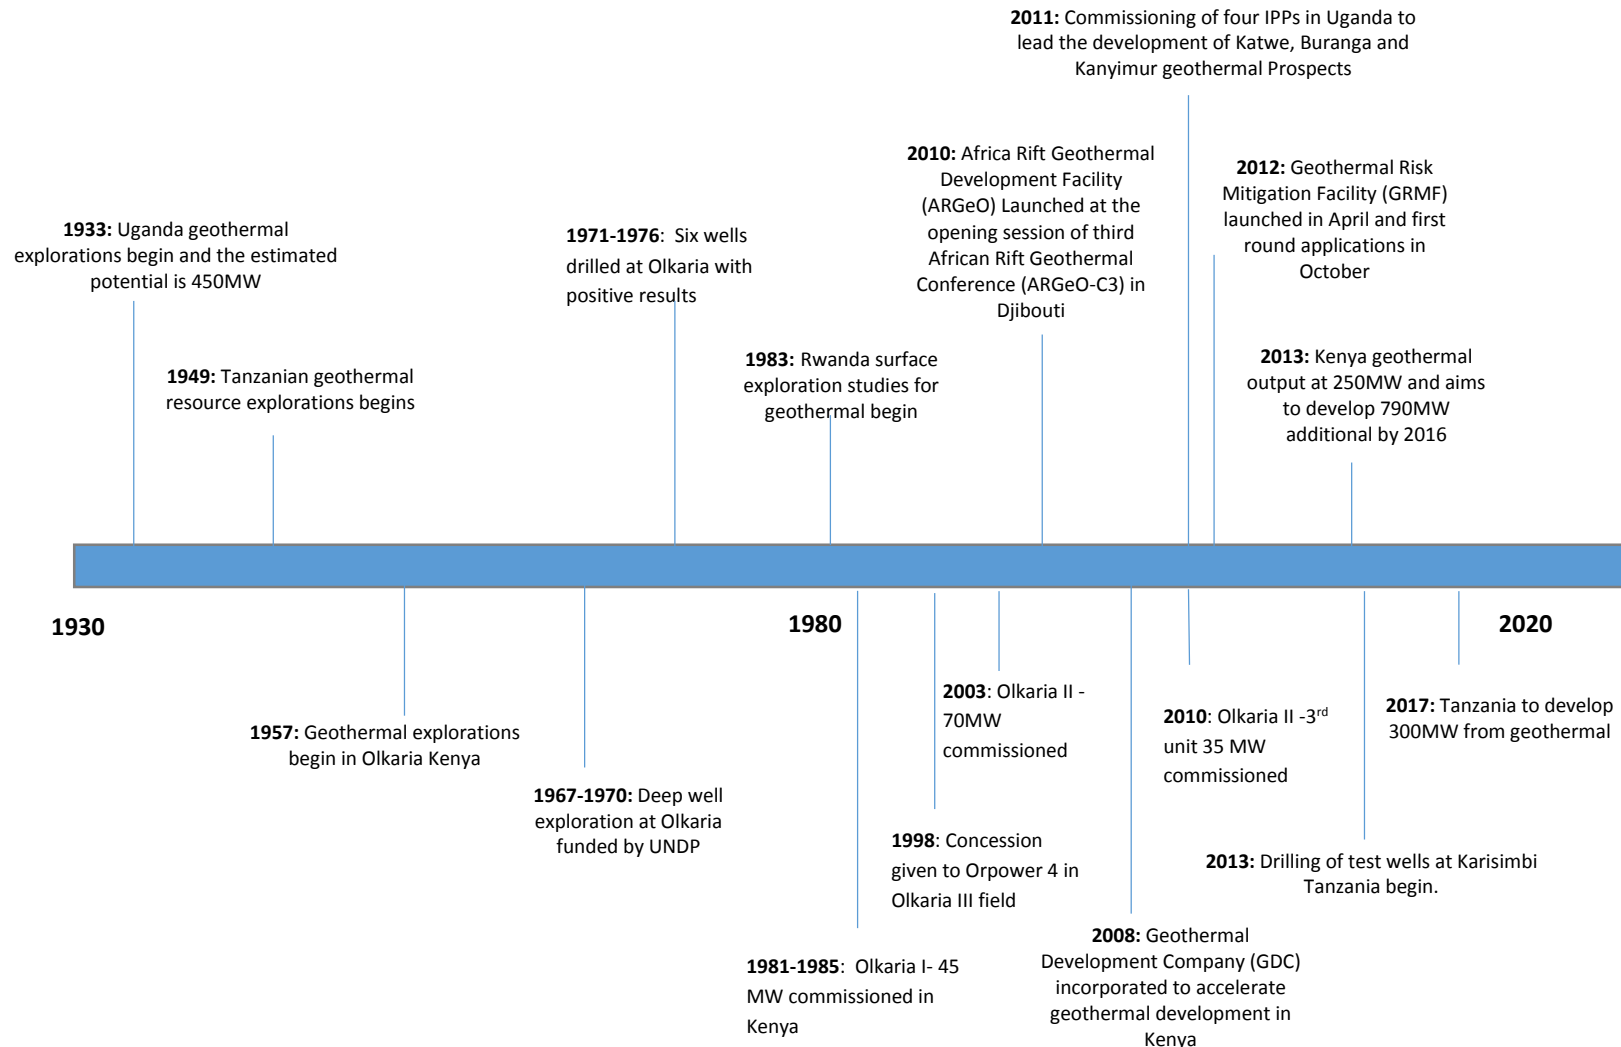 2011: Commissioning of four IPPs in Uganda to
lead the development of Katwe, Buranga and
Kanyimur geothermal Prospects
2010: Africa Rift Geothermal
Development Facility
(ARGeO) Launched at the
opening session of third
African Rift Geothermal
Conference (ARGeO-C3) in
Djibouti
2012: Geothermal Risk
Mitigation Facility (GRMF)
launched in April and first
round applications in
October
1933: Uganda geothermal
explorations begin and the estimated
potential is 450MW
1971-1976: Six wells
drilled at Olkaria with
positive results
1949: Tanzanian geothermal
resource explorations begins
1983: Rwanda surface
exploration studies for
geothermal begin
2013: Kenya geothermal
output at 250MW and aims
to develop 790MW
additional by 2016
1930
1980
2020
1957: Geothermal explorations
begin in Olkaria Kenya
1967-1970: Deep well
exploration at Olkaria
funded by UNDP
1981-1985: Olkaria I- 45
MW commissioned in
Kenya
1998: Concession
given to Orpower 4 in
Olkaria III field
2003: Olkaria II -
70MW
commissioned
2008: Geothermal
Development Company (GDC)
incorporated to accelerate
geothermal development in
Kenya
2010: Olkaria II -3rd
unit 35 MW
commissioned
2013: Drilling of test wells at Karisimbi
Tanzania begin.
2017: Tanzania to develop
300MW from geothermal